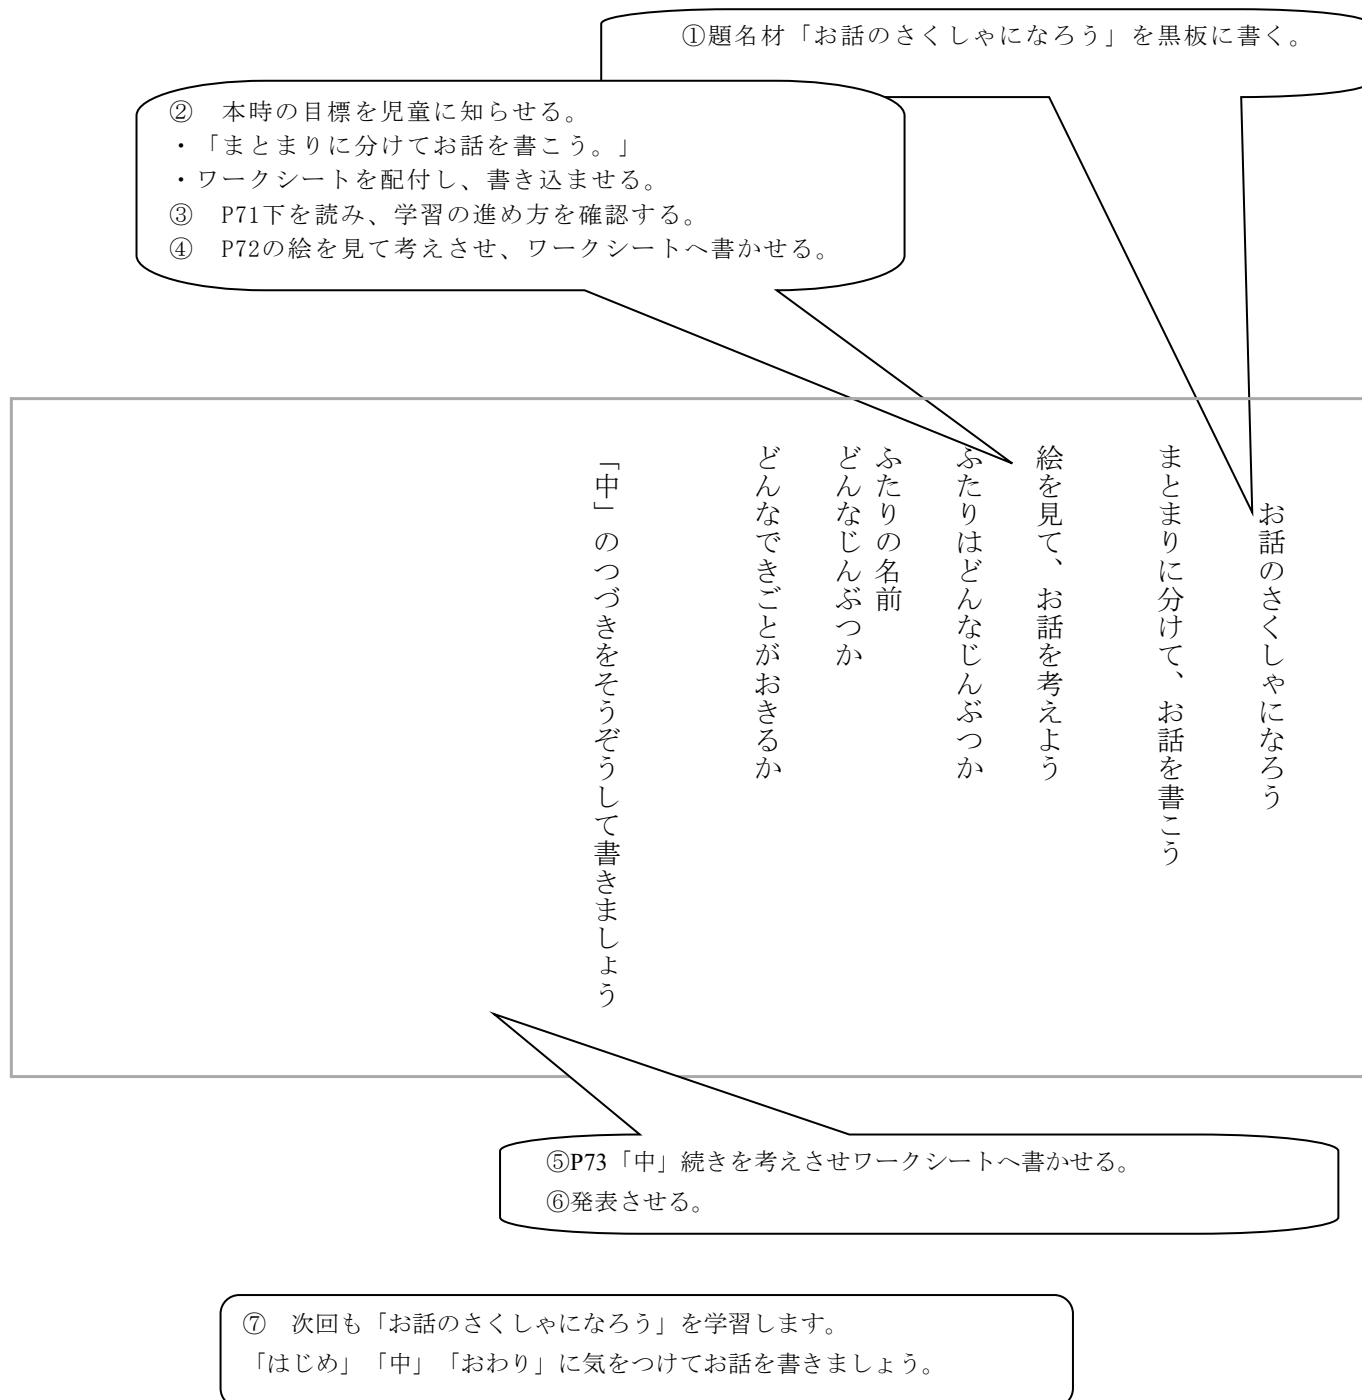 ①題名材「お話のさくしゃになろう」を黒板に書く。
②　本時の目標を児童に知らせる。
・「まとまりに分けてお話を書こう。」
・ワークシートを配付し、書き込ませる。
③　P71下を読み、学習の進め方を確認する。
④　P72の絵を見て考えさせ、ワークシートへ書かせる。
お話のさくしゃになろう
まとまりに分けて、お話を書こう
絵を見て、お話を考えよう
ふたりはどんなじんぶつか
ふたりの名前
どんなじんぶつか
どんなできごとがおきるか
「中」のつづきをそうぞうして書きましょう
⑤P73「中」続きを考えさせワークシートへ書かせる。
⑥発表させる。
⑦　次回も「お話のさくしゃになろう」を学習します。
「はじめ」「中」「おわり」に気をつけてお話を書きましょう。